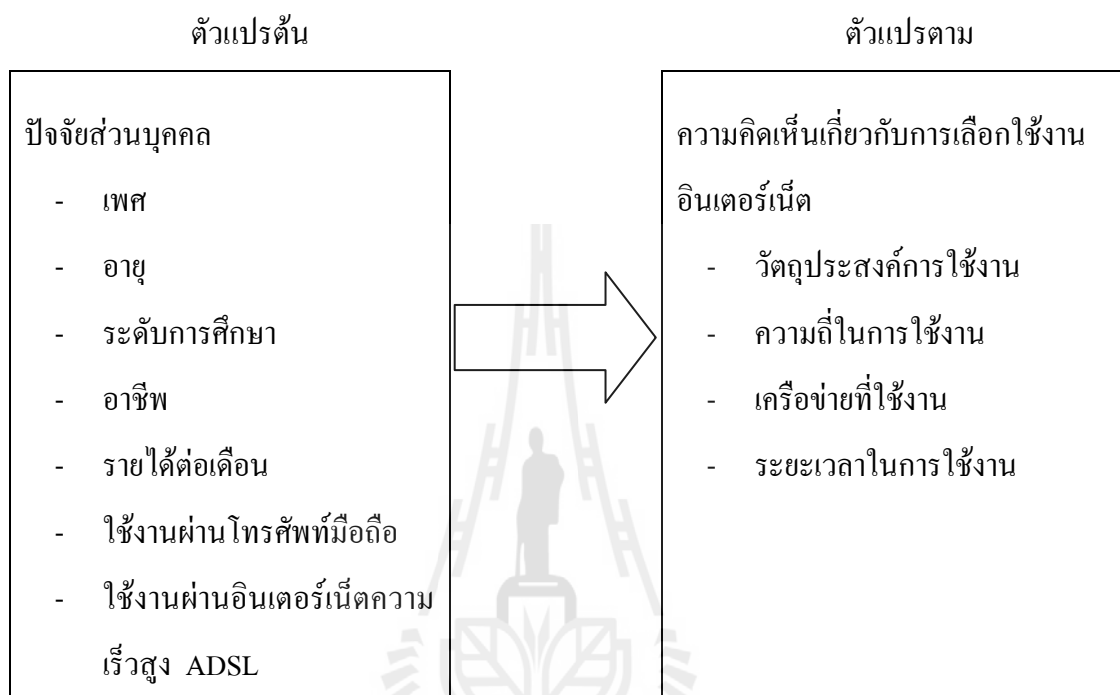 ตัวแปรต้น
ตัวแปรตาม
ปัจจัยส่วนบุคคล
- เพศ
- อายุ
- ระดับการศึกษา
- อาชีพ
- รายได้ต่อเดือน
- ใช้งานผ่านโทรศัพท์มือถือ
- ใช้งานผ่านอินเตอร์เน็ตความ
เร็วสูง ADSL
ความคิดเห็นเกี่ยวกับการเลือกใช้งาน
อินเตอร์เน็ต
- วัตถุประสงค์การใช้งาน
- ความถี่ในการใช้งาน
- เครือข่ายที่ใช้งาน
- ระยะเวลาในการใช้งาน